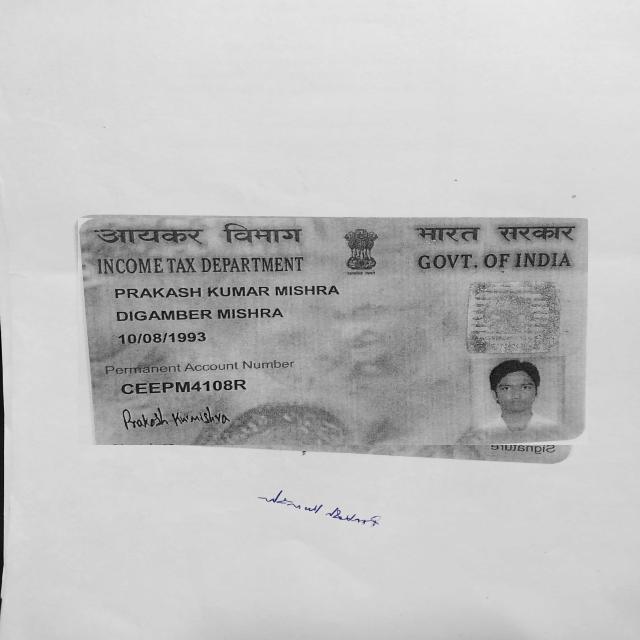 आयकर विभाग
भारत सरकार
INCOME TAX DEPARTMENT
GOVT. OF INDIA
PRAKASH KUMAR MISHRA
DIGAMBER MISHRA
10/08/1993
Permanent Account Number
CEEPM4108R
Prakash Kumishra
Signature